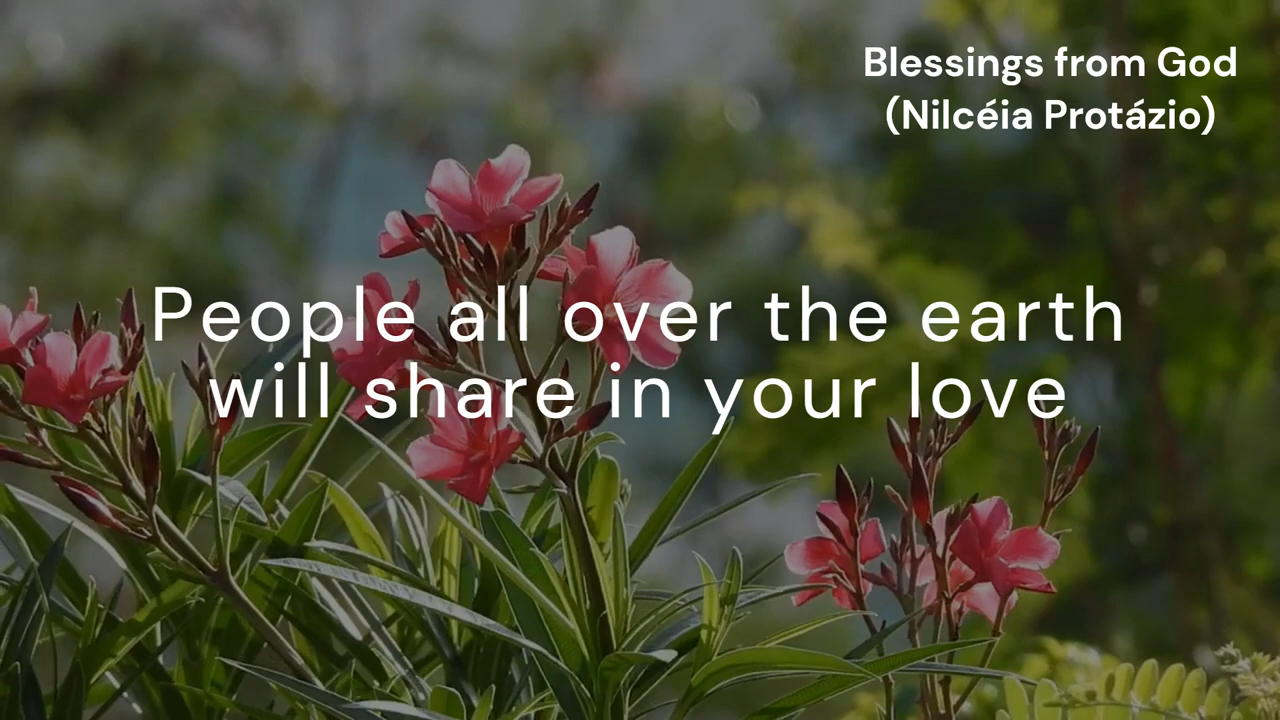 Blessings from God
(Nilcéia Protázio)
People all over the earth
will share in your love